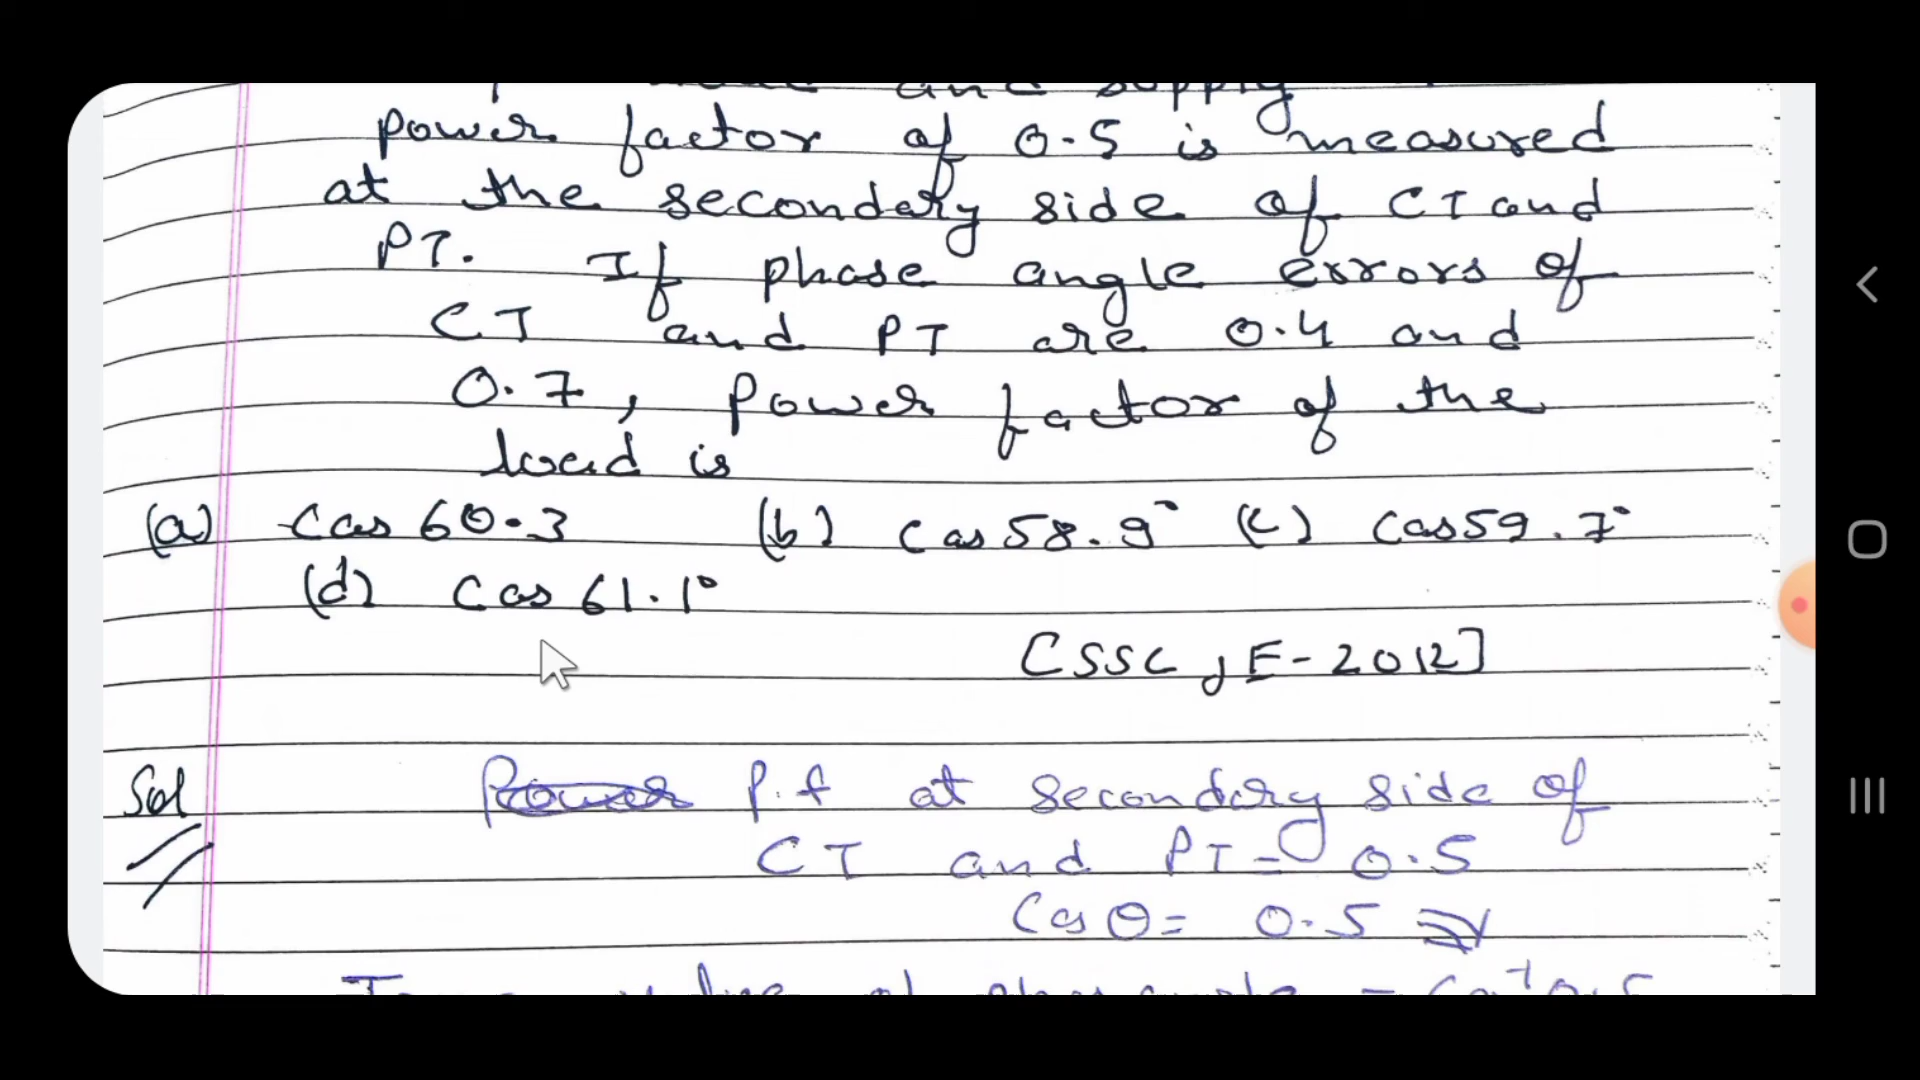 and supply
power factor of 0.5 is measured
at the secondary side of CT and
PT. If phase angle errors of
CT and PT are 0.4 and
0.7, Power factor of the
load is
(a) Cos 60.3 (b) Cos 58.9° (c) Cos 59.7°
(d) Cos 61.1°
[SSC JE-2012]
Sol P.f at secondary side of
CT and PT = 0.5
Cos θ = 0.5